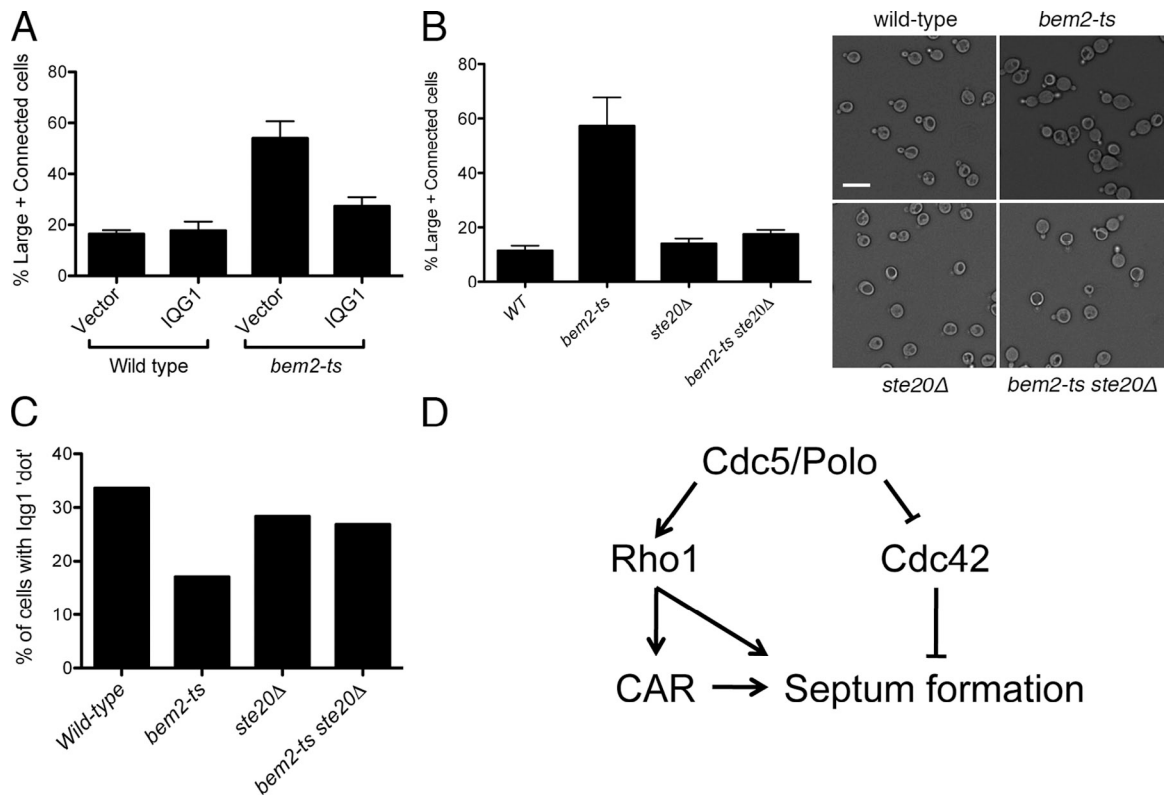 A
% Large + Connected cells
80
60
40
20
0
Vector
IQG1
Vector
IQG1
Wild type
bem2-ts
B
% Large + Connected cells
80
60
40
20
0
WT
bem2-ts
ste20Δ
bem2-ts ste20Δ
wild-type
bem2-ts
ste20Δ
bem2-ts ste20Δ
C
% of cells with Iqg1 'dot'
40
30
20
10
0
Wild-type
bem2-ts
ste20Δ
bem2-ts ste20Δ
D
Cdc5/Polo
Rho1
Cdc42
CAR
Septum formation